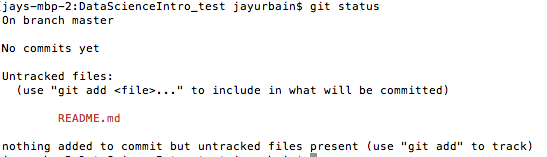 jays-mbp-2:DataScienceIntro_test jayurbain$ git status
On branch master
No commits yet
Untracked files:
(use "git add <file>..." to include in what will be committed)
README.md
nothing added to commit but untracked files present (use "git add" to track)